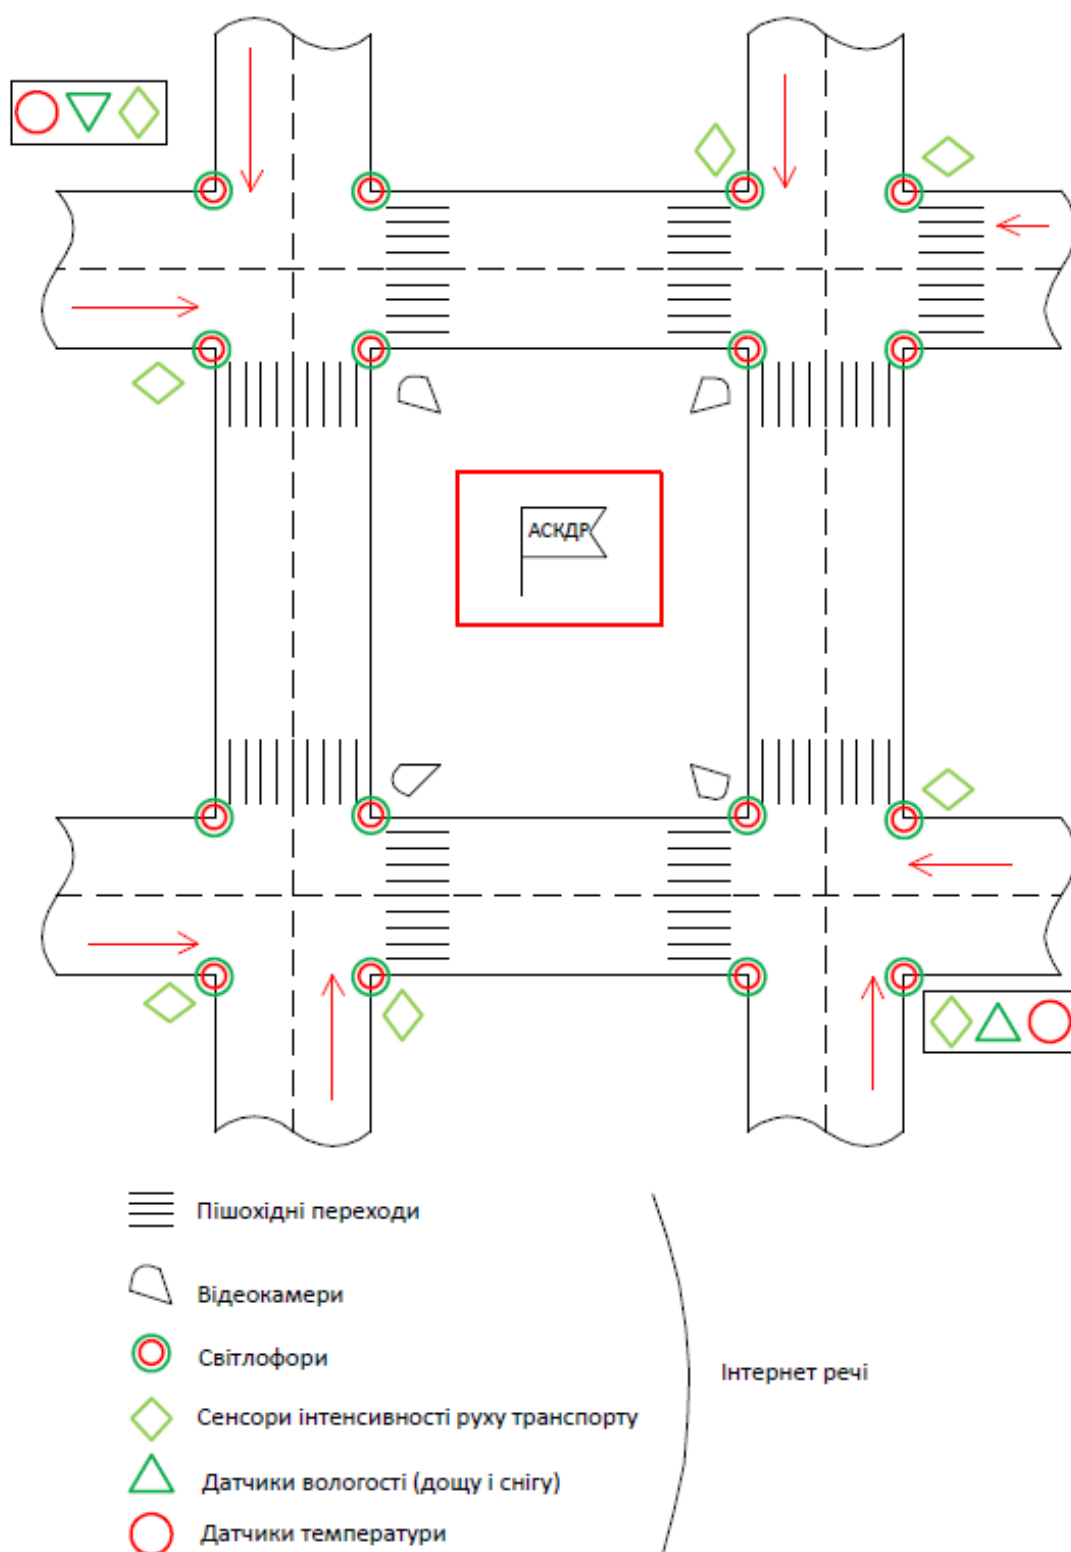 АСКДР
Пішохідні переходи
Відеокамери
Світлофори
Інтернет речі
Сенсори інтенсивності руху транспорту
Датчики вологості (дощу і снігу)
Датчики температури